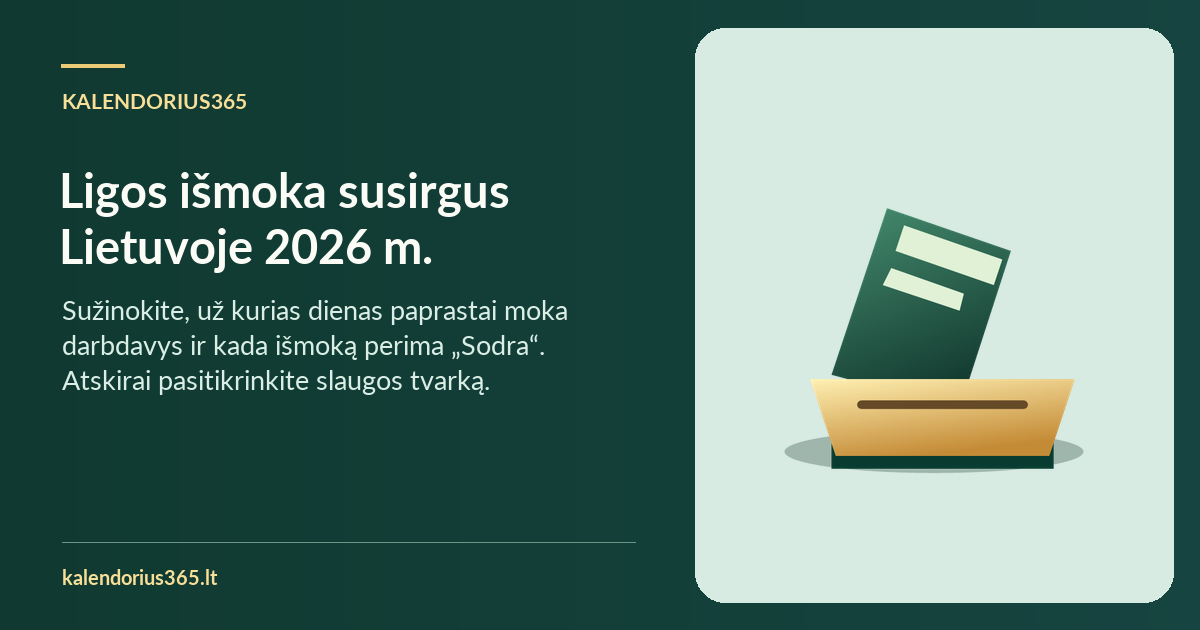 KALENDORIUS365
Ligos išmoka susirgus
Lietuvoje 2026 m.
Sužinokite, už kurias dienas paprastai moka
darbdavys ir kada išmoką perima „Sodra“.
Atskirai pasitikrinkite slaugos tvarką.
kalendorius365.lt